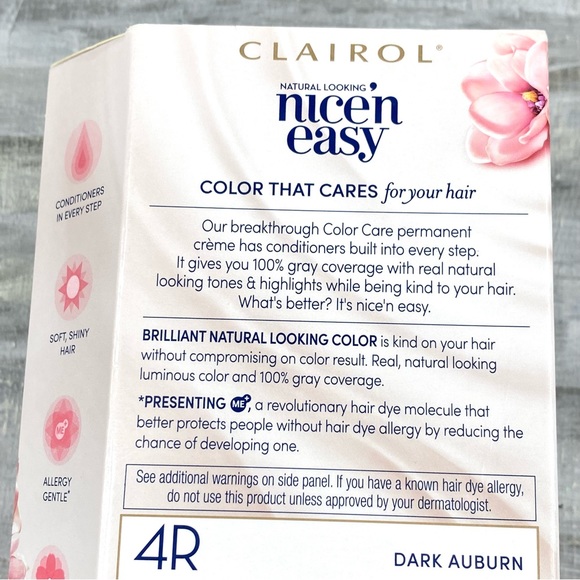 CLAIROL®
NATURAL LOOKING
nice'n
easy
COLOR THAT CARES for your hair
Our breakthrough Color Care permanent
crème has conditioners built into every step.
It gives you 100% gray coverage with real natural
looking tones & highlights while being kind to your hair.
What's better? It's nice'n easy.
BRILLIANT NATURAL LOOKING COLOR is kind on your hair
without compromising on color result. Real, natural looking
luminous color and 100% gray coverage.
*PRESENTING ME+, a revolutionary hair dye molecule that
better protects people without hair dye allergy by reducing the
chance of developing one.
See additional warnings on side panel. If you have a known hair dye allergy,
do not use this product unless approved by your dermatologist.
4R
DARK AUBURN
CONDITIONERS
IN EVERY STEP
SOFT, SHINY
HAIR
ME+
ALLERGY
GENTLE*